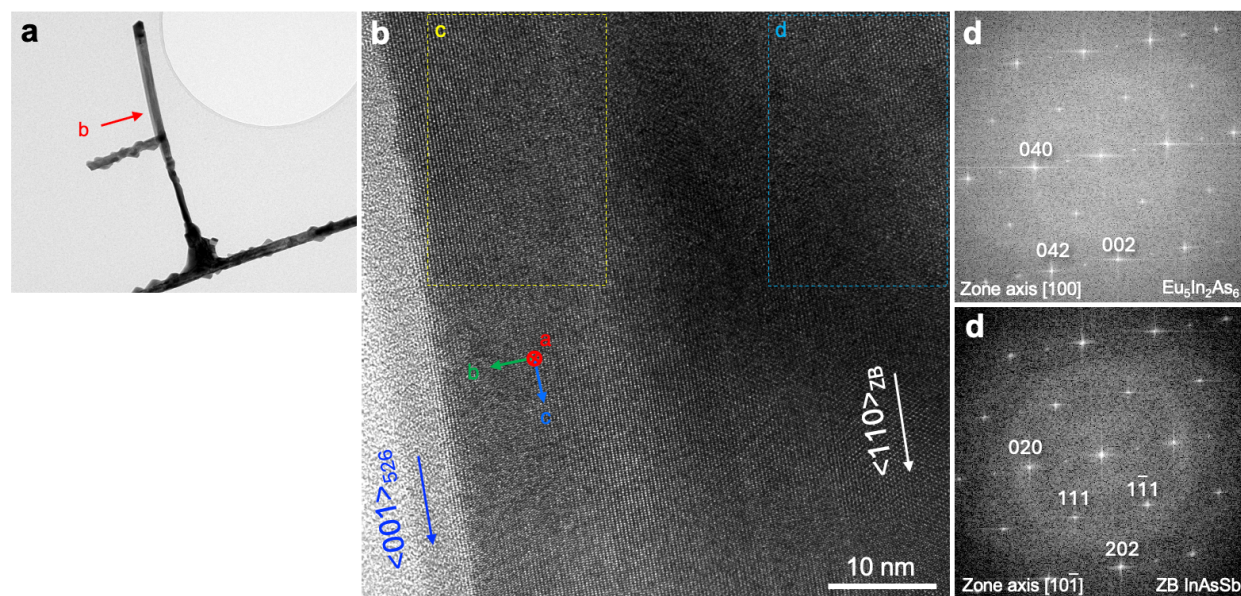 a
b
b
c
d
a
b
c
<001>₅₂₆
<110>ZB
10 nm
d
040
042
002
Zone axis [100]
Eu₅In₂As₆
d
020
111
11̅1
202
Zone axis [101̅]
ZB InAsSb